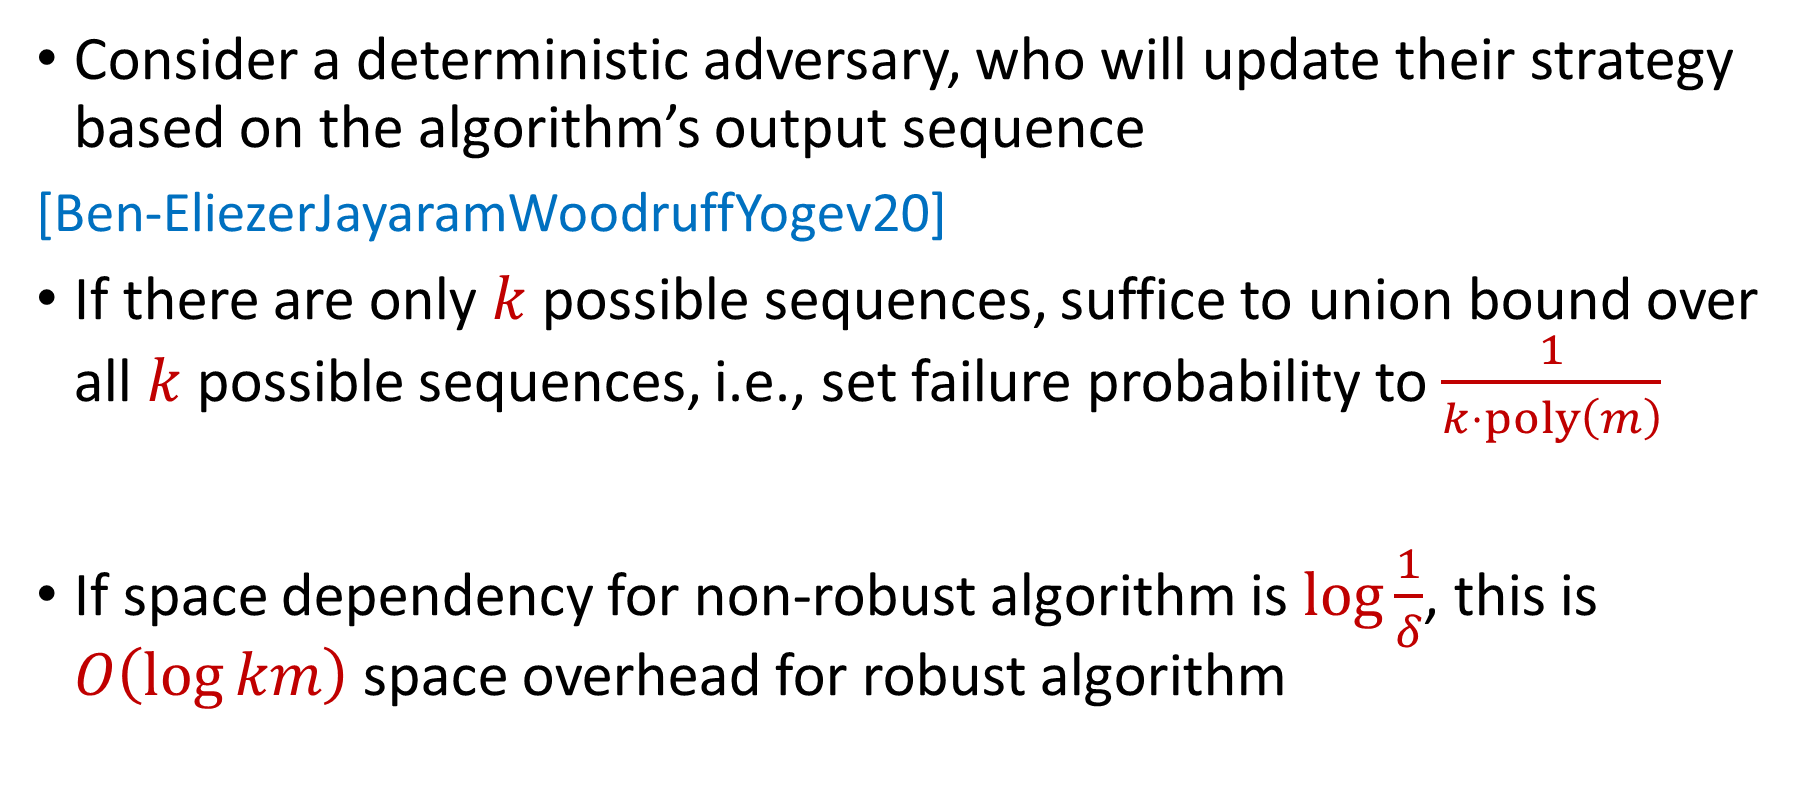 • Consider a deterministic adversary, who will update their strategy
based on the algorithm’s output sequence
[Ben-EliezerJayaramWoodruffYogev20]
• If there are only k possible sequences, suffice to union bound over
all k possible sequences, i.e., set failure probability to 1/(k·poly(m))
• If space dependency for non-robust algorithm is log 1/δ, this is
O(log km) space overhead for robust algorithm